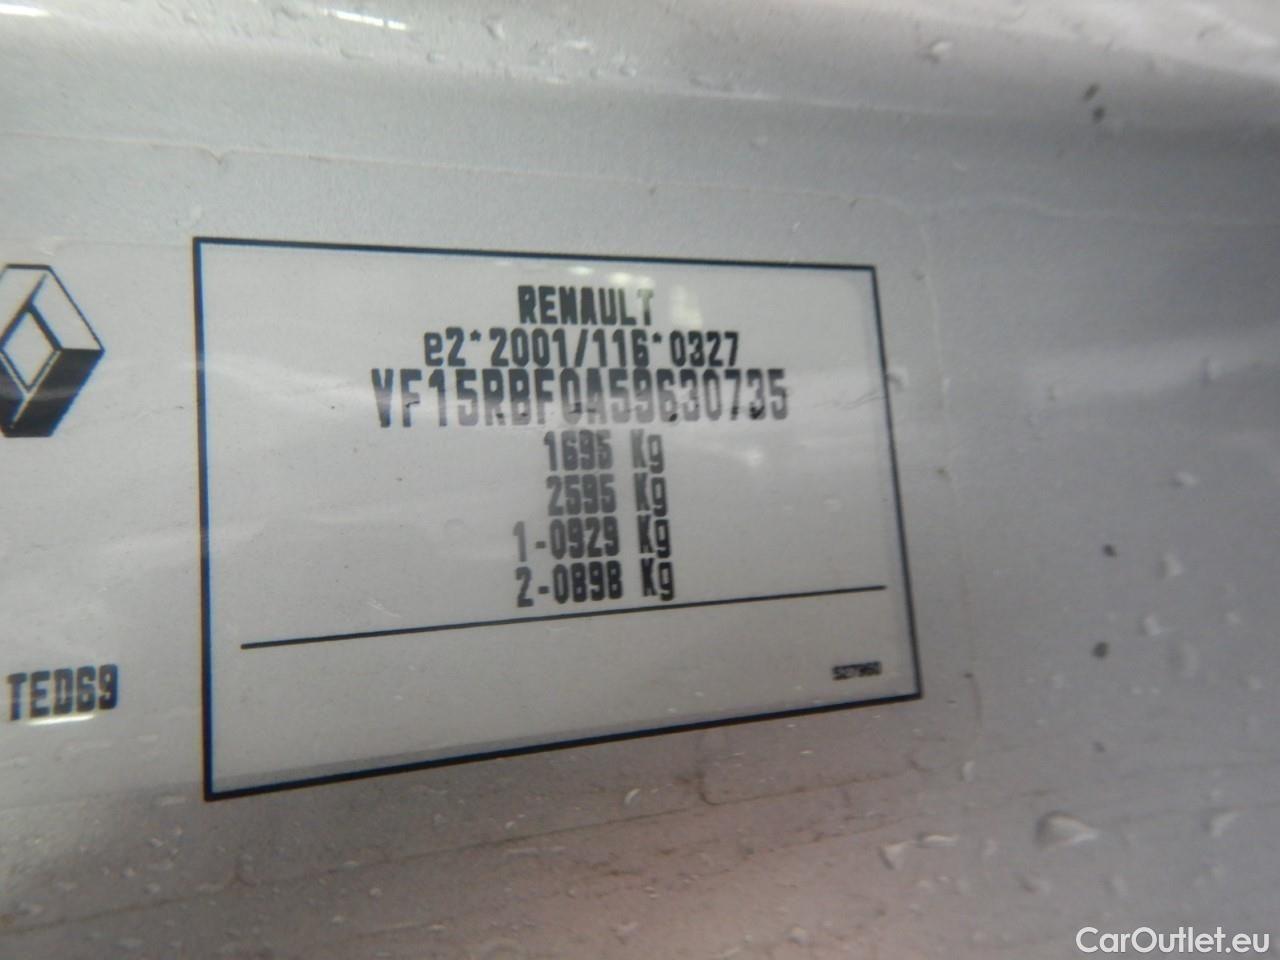 RENAULT
e2*2001/116*0327
VF15RBF0A59630735
1695 Kg
2595 Kg
1-0929 Kg
2-0898 Kg
527960
TED69
CarOutlet.eu